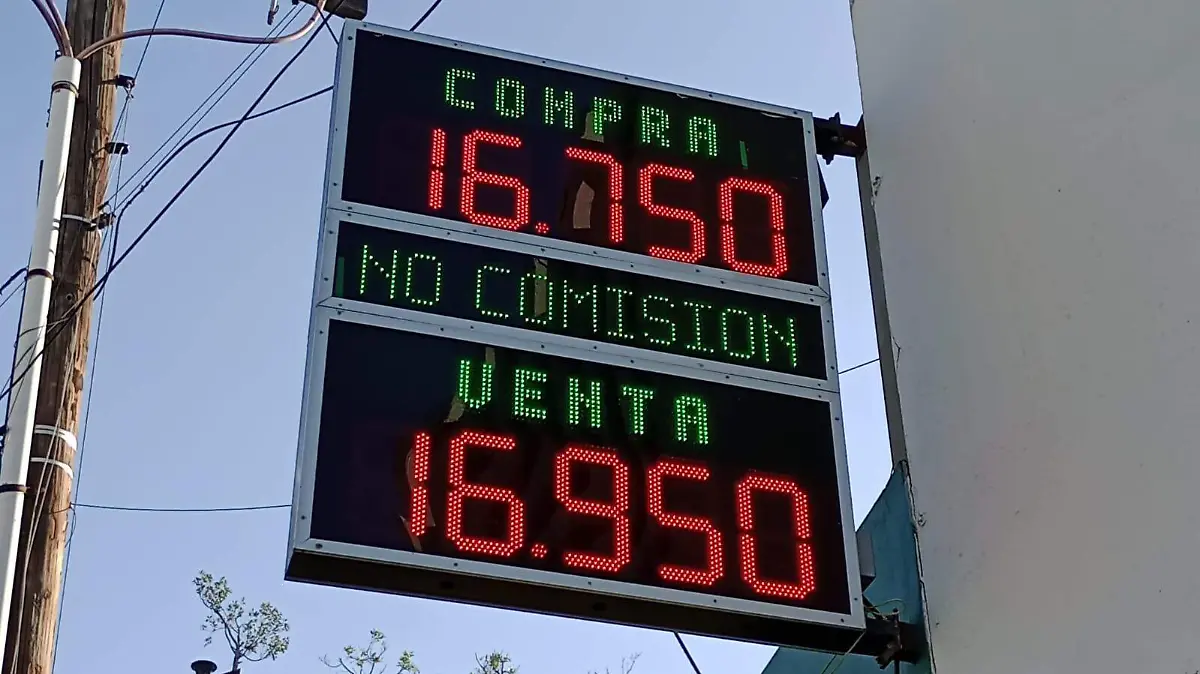 COMPRA
16.750
NO COMISION
VENTA
16.950